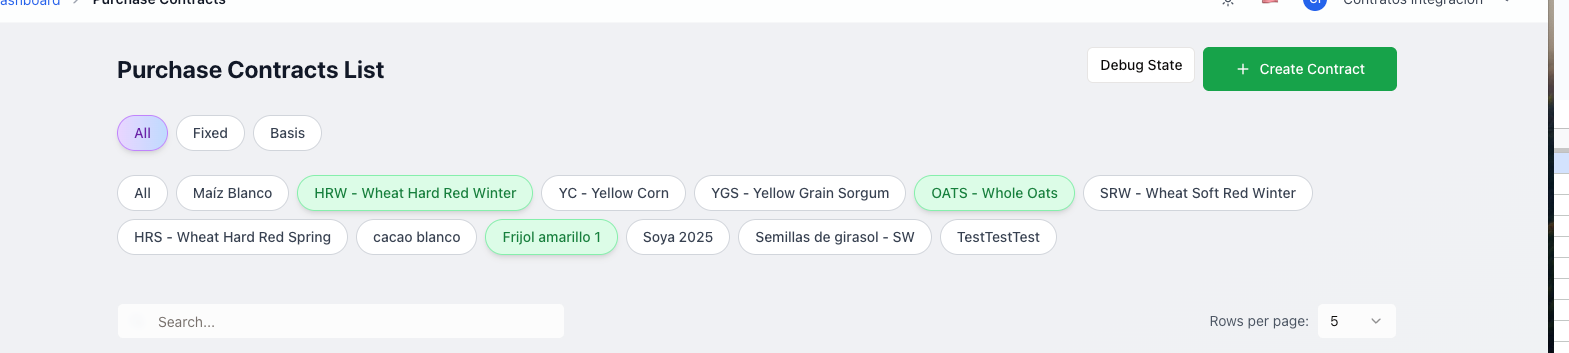 Dashboard > Purchase Contracts
Contratos Integración
Purchase Contracts List
Debug State
+ Create Contract
All Fixed Basis
All Maíz Blanco HRW - Wheat Hard Red Winter YC - Yellow Corn YGS - Yellow Grain Sorgum OATS - Whole Oats SRW - Wheat Soft Red Winter
HRS - Wheat Hard Red Spring cacao blanco Frijol amarillo 1 Soya 2025 Semillas de girasol - SW TestTestTest
Search...
Rows per page: 5